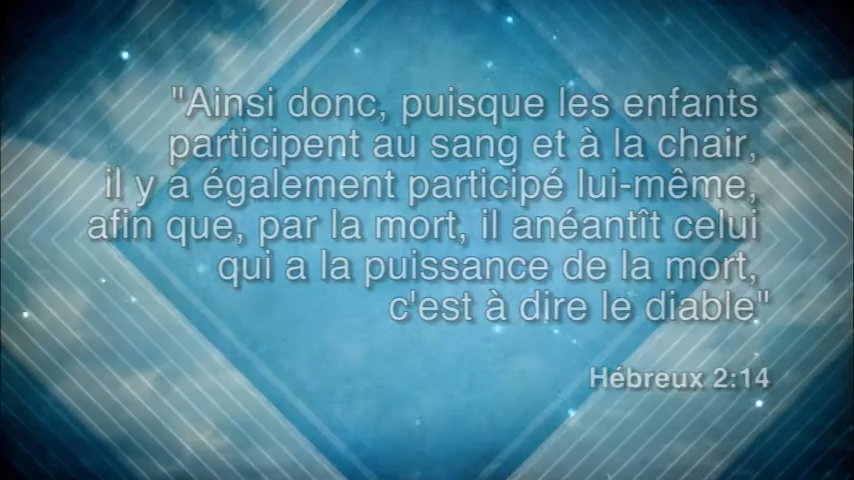 "Ainsi donc, puisque les enfants
participent au sang et à la chair,
il y a également participé lui-même,
afin que, par la mort, il anéantît celui
qui a la puissance de la mort,
c'est à dire le diable"
Hébreux 2:14